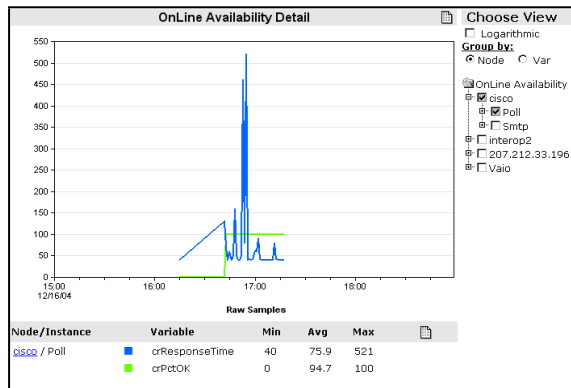 OnLine Availability Detail
550
500
450
400
350
300
250
200
150
100
50
0
15:00
16:00
17:00
18:00
12/16/04
Raw Samples
Choose View
Logarithmic
Group by:
Node
Var
OnLine Availability
cisco
Poll
Smtp
interop2
207.212.33.196
Vaio
Node/Instance Variable Min Avg Max
cisco / Poll crResponseTime 40 75.9 521
crPctOK 0 94.7 100